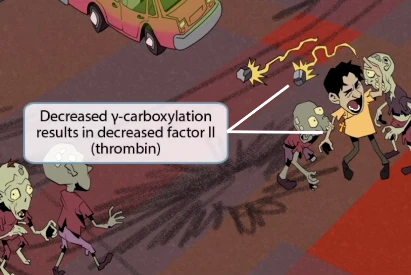 Decreased γ-carboxylation
results in decreased factor II
(thrombin)